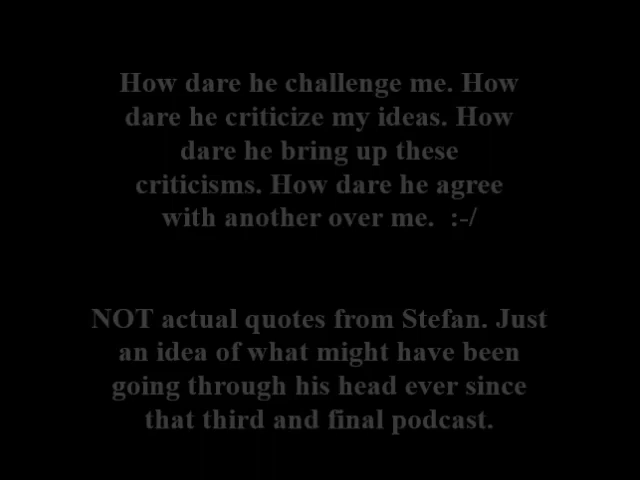 How dare he challenge me. How
dare he criticize my ideas. How
dare he bring up these
criticisms. How dare he agree
with another over me.  :-/
NOT actual quotes from Stefan. Just
an idea of what might have been
going through his head ever since
that third and final podcast.